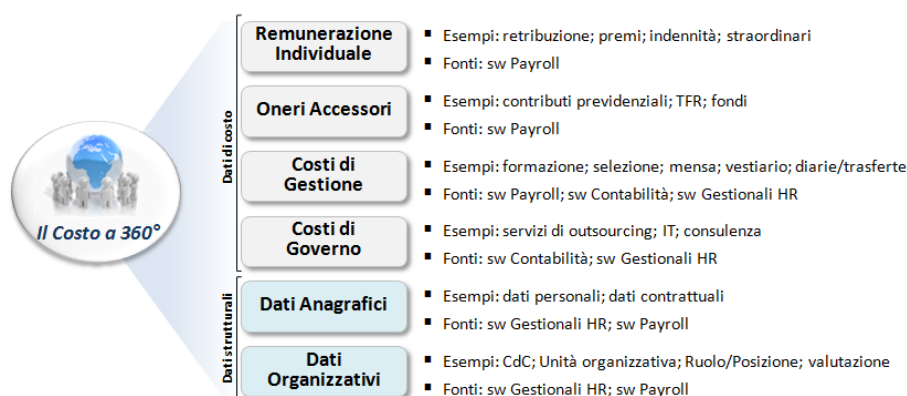 Il Costo a 360°
Dati di costo
Remunerazione
Individuale
▪ Esempi: retribuzione; premi; indennità; straordinari
▪ Fonti: sw Payroll
Oneri Accessori
▪ Esempi: contributi previdenziali; TFR; fondi
▪ Fonti: sw Payroll
Costi di
Gestione
▪ Esempi: formazione; selezione; mensa; vestiario; diarie/trasferte
▪ Fonti: sw Payroll; sw Contabilità; sw Gestionali HR
Costi di
Governo
▪ Esempi: servizi di outsourcing; IT; consulenza
▪ Fonti: sw Contabilità; sw Gestionali HR
Dati strutturali
Dati Anagrafici
▪ Esempi: dati personali; dati contrattuali
▪ Fonti: sw Gestionali HR; sw Payroll
Dati
Organizzativi
▪ Esempi: CdC; Unità organizzativa; Ruolo/Posizione; valutazione
▪ Fonti: sw Gestionali HR; sw Payroll